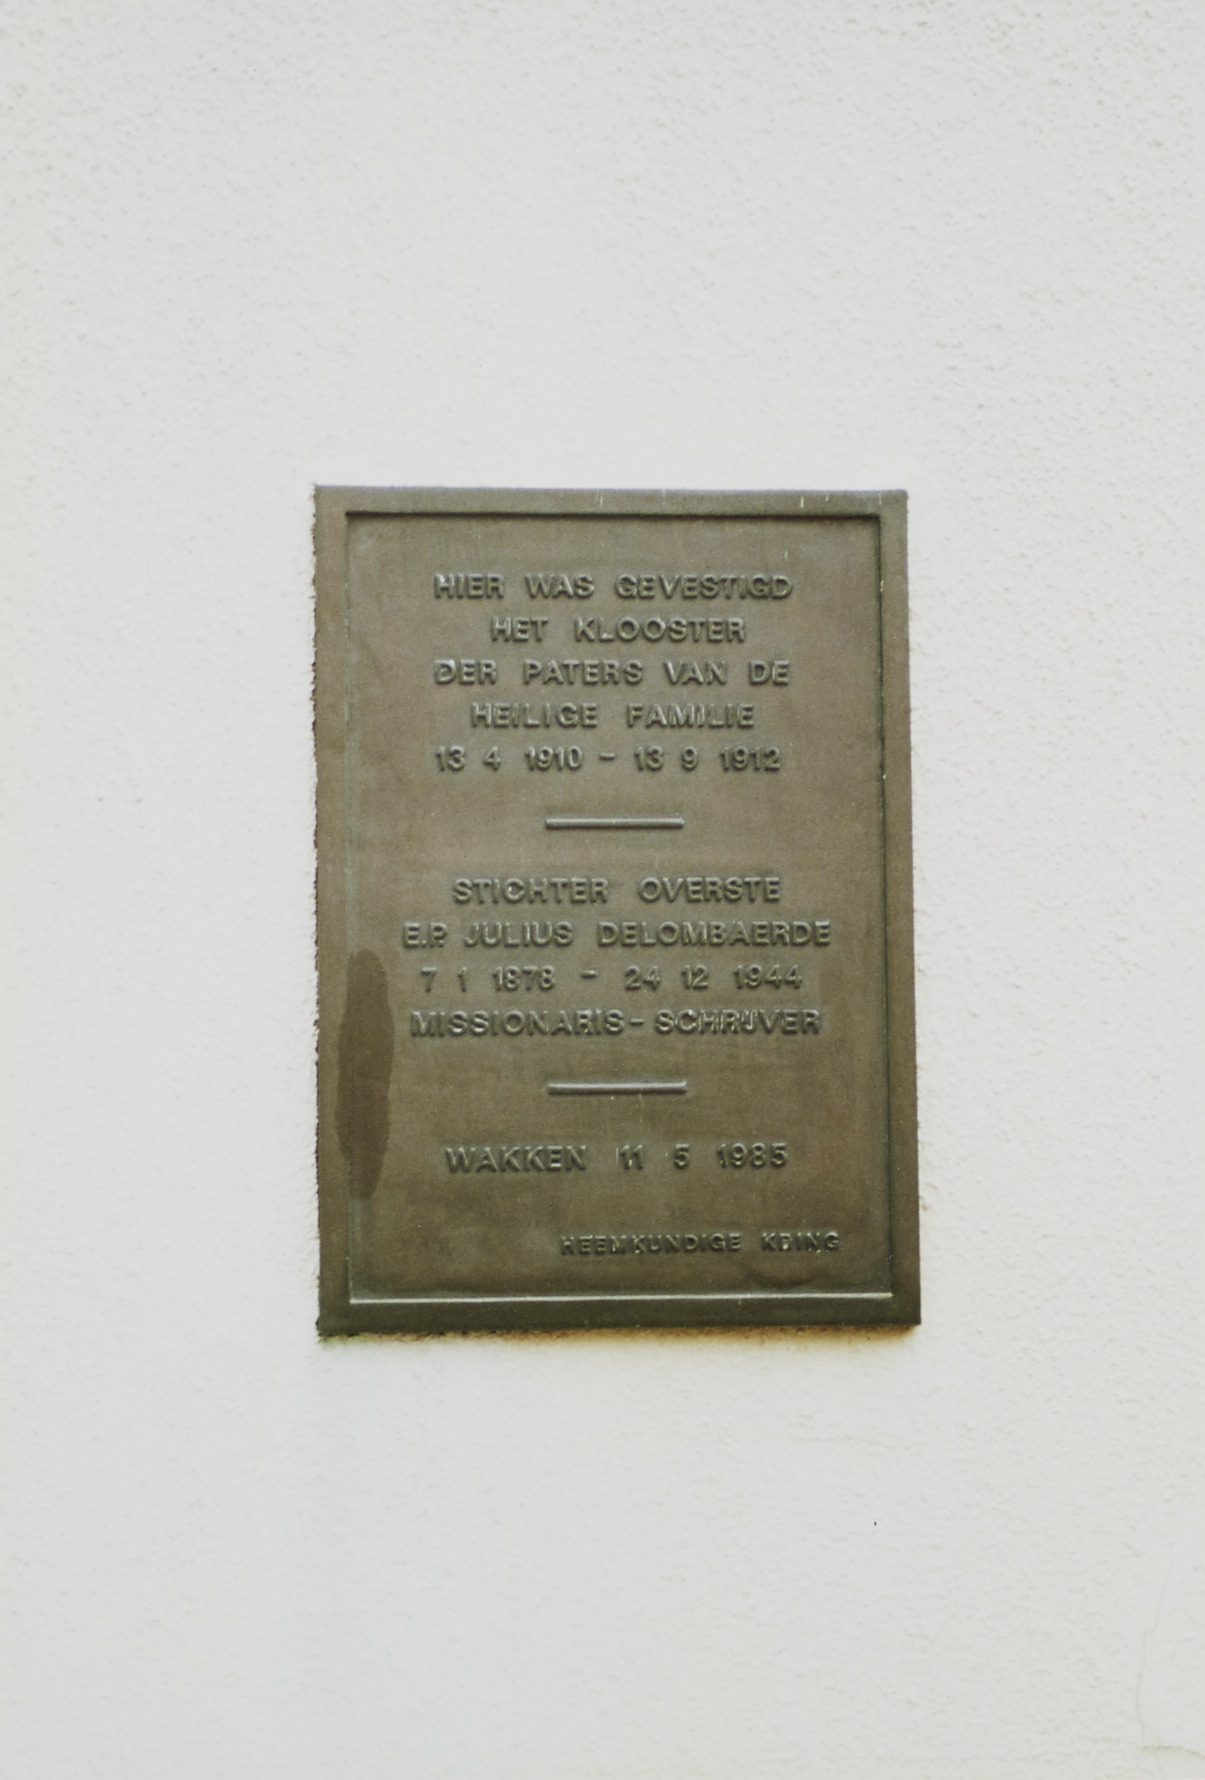 HIER WAS GEVESTIGD
HET KLOOSTER
DER PATERS VAN DE
HEILIGE FAMILIE
13 4 1910 - 13 9 1912
STICHTER OVERSTE
E.P. JULIUS DELOMBAERDE
7 1 1878 - 24 12 1944
MISSIONARIS - SCHRIJVER
WAKKEN 11 5 1985
HEEMKUNDIGE KRING